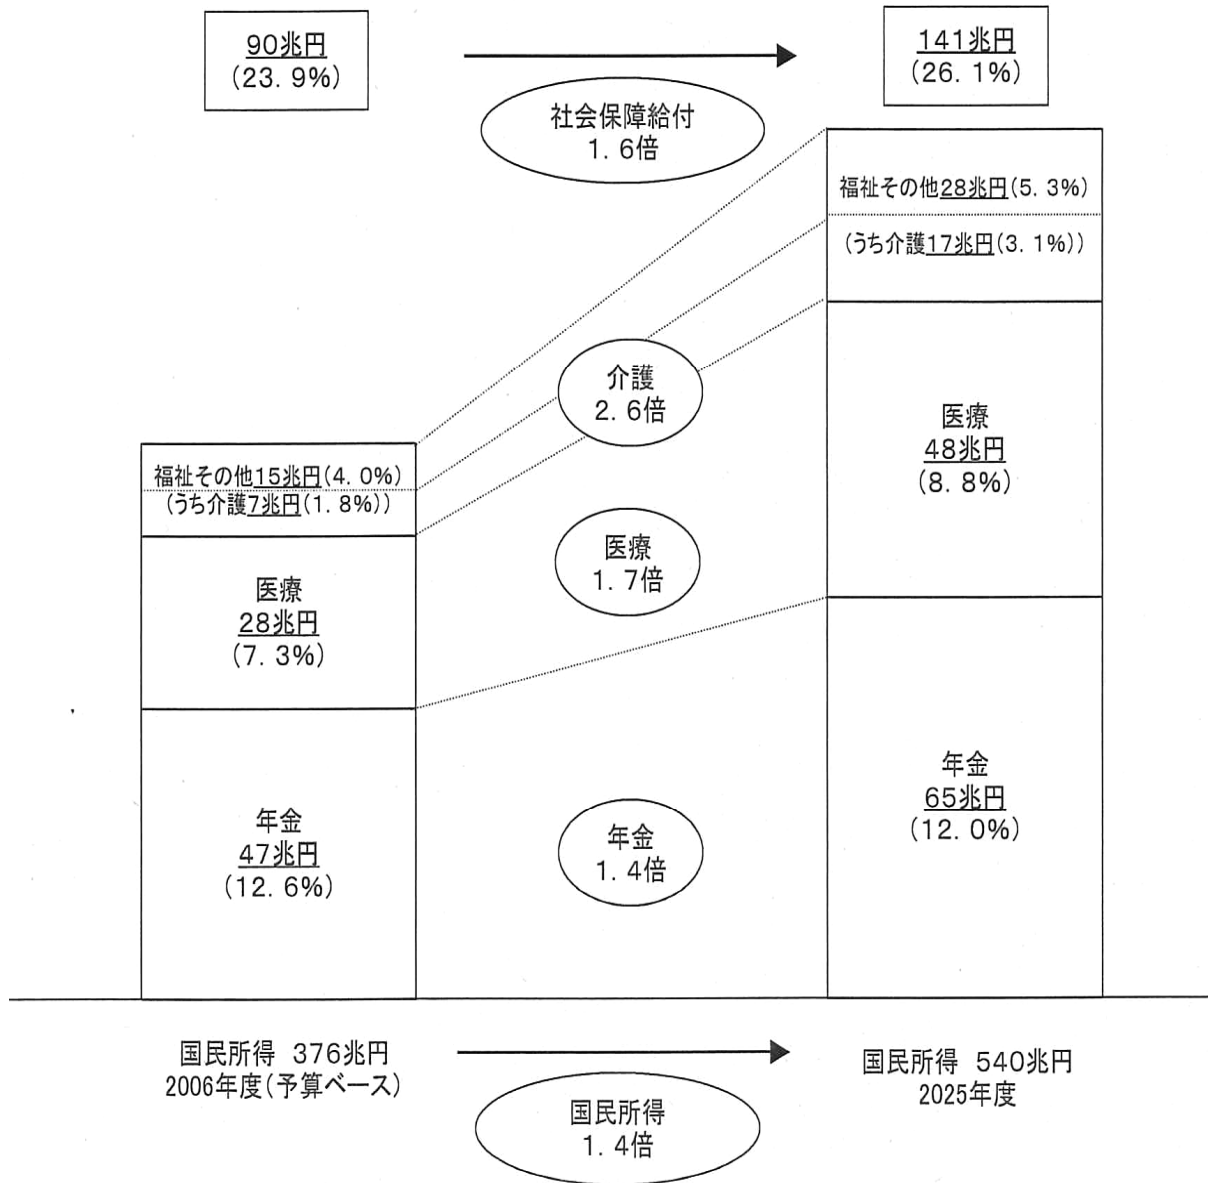 90兆円
(23.9%)
141兆円
(26.1%)
社会保障給付
1.6倍
福祉その他28兆円(5.3%)
(うち介護17兆円(3.1%))
介護
2.6倍
医療
48兆円
(8.8%)
福祉その他15兆円(4.0%)
(うち介護7兆円(1.8%))
医療
1.7倍
医療
28兆円
(7.3%)
年金
65兆円
(12.0%)
年金
47兆円
(12.6%)
年金
1.4倍
国民所得 376兆円
2006年度(予算ベース)
国民所得 540兆円
2025年度
国民所得
1.4倍